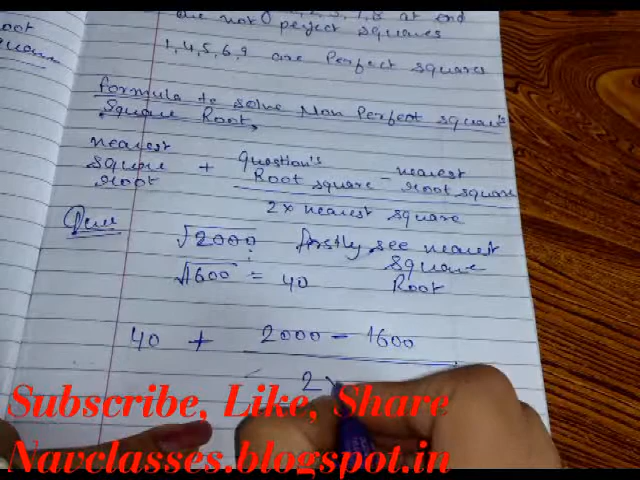 are not perfect squares
1, 4, 5, 6, 9 are Perfect squares
formula to solve Non Perfect squar's
Square Root,
nearest square root + Question's Root square - nearest root square
2 x nearest square
Ques
√2000 firstly see nearest
square
Root
√1600 = 40
40 + 2000 - 1600
2 x
Subscribe, Like, Share
Navclasses.blogspot.in